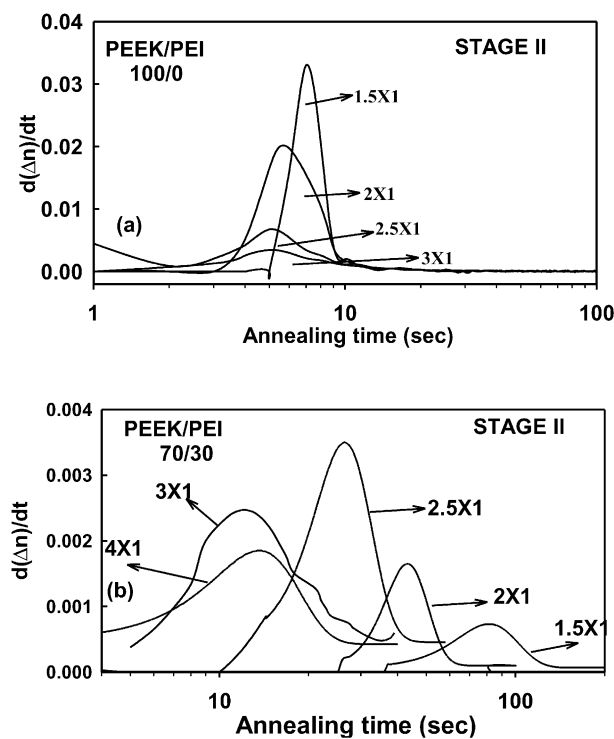 PEEK/PEI
100/0
STAGE II
d(Δn)/dt
0.04
0.03
0.02
0.01
0.00
1.5X1
2X1
2.5X1
3X1
(a)
1 10 100
Annealing time (sec)
PEEK/PEI
70/30
STAGE II
d(Δn)/dt
0.004
0.003
0.002
0.001
0.000
3X1
4X1
2.5X1
2X1
1.5X1
(b)
10 100
Annealing time (sec)